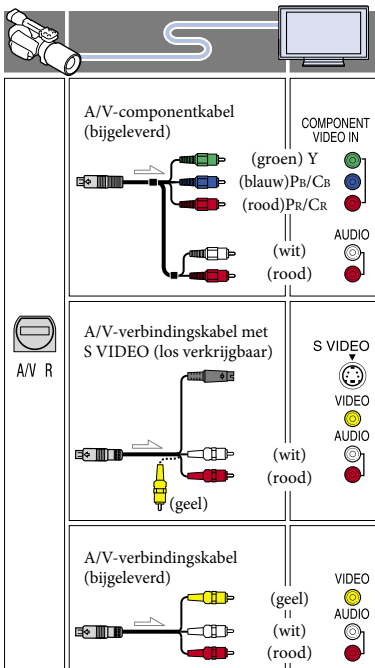 A/V R
A/V-componentkabel
(bijgeleverd)
(groen) Y
(blauw)PB/CB
(rood)PR/CR
(wit)
(rood)
COMPONENT
VIDEO IN
AUDIO
A/V-verbindingskabel met
S VIDEO (los verkrijgbaar)
(geel)
(wit)
(rood)
S VIDEO
VIDEO
AUDIO
A/V-verbindingskabel
(bijgeleverd)
(geel)
(wit)
(rood)
VIDEO
AUDIO